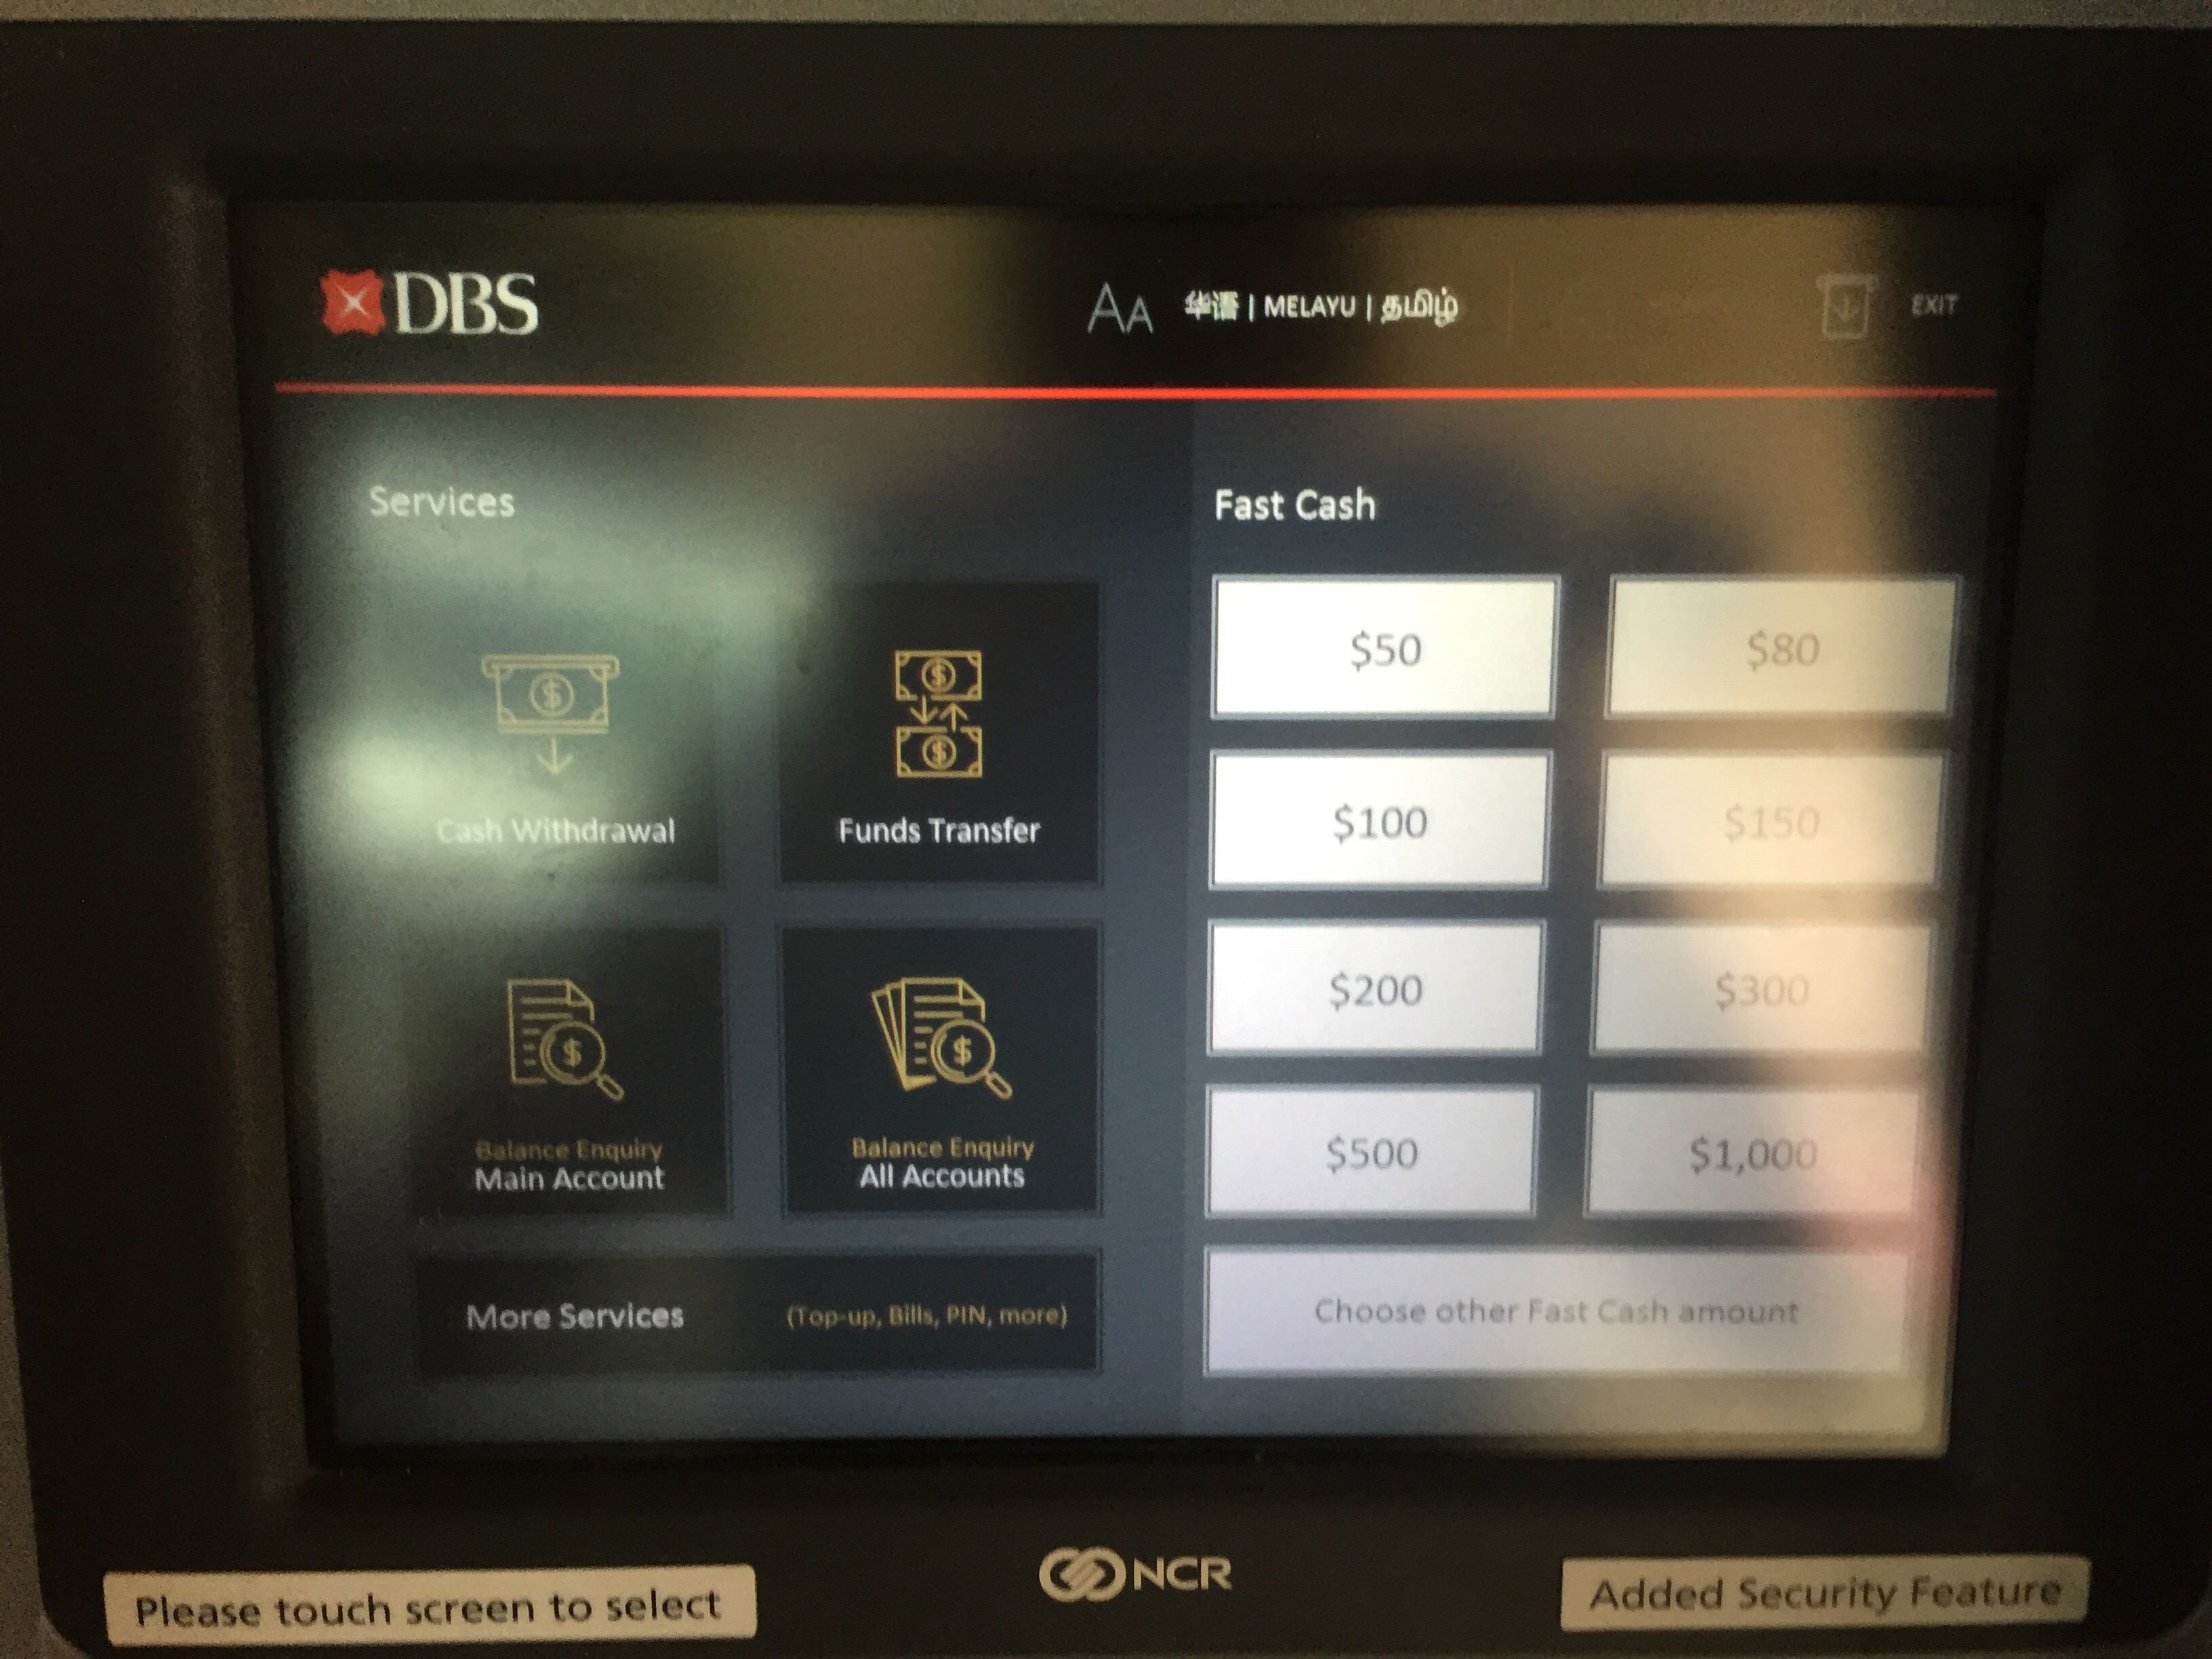 DBS
AA 华语 | MELAYU | தமிழ் EXIT
Services
Cash Withdrawal
Funds Transfer
Balance Enquiry
Main Account
Balance Enquiry
All Accounts
More Services (Top-up, Bills, PIN, more)
Fast Cash
$50 $80
$100 $150
$200 $300
$500 $1,000
Choose other Fast Cash amount
NCR
Please touch screen to select
Added Security Feature